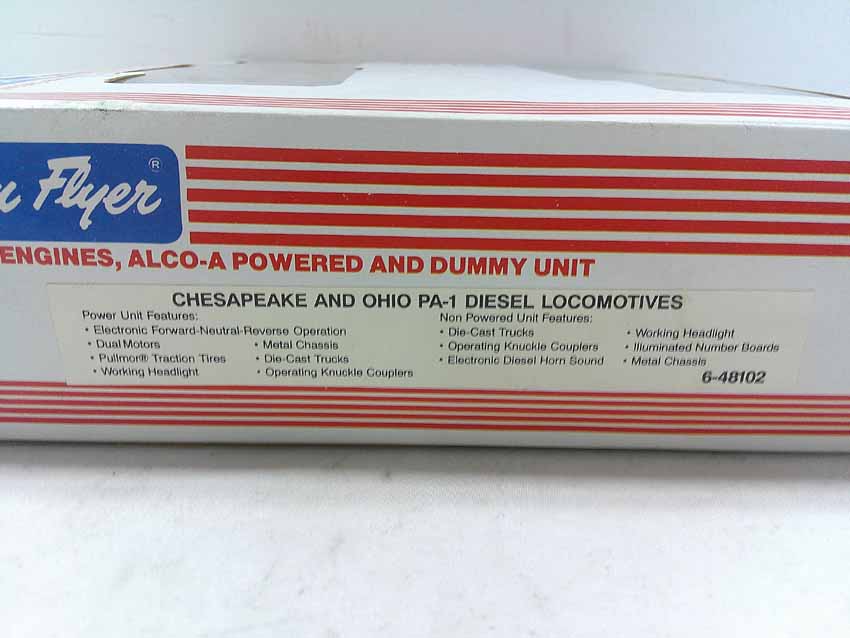 Flyer ®
ENGINES, ALCO-A POWERED AND DUMMY UNIT
CHESAPEAKE AND OHIO PA-1 DIESEL LOCOMOTIVES
Power Unit Features:
• Electronic Forward-Neutral-Reverse Operation
• Dual Motors • Metal Chassis
• Pullmor® Traction Tires • Die-Cast Trucks
• Working Headlight • Operating Knuckle Couplers
Non Powered Unit Features:
• Die-Cast Trucks • Working Headlight
• Operating Knuckle Couplers • Illuminated Number Boards
• Electronic Diesel Horn Sound • Metal Chassis
6-48102